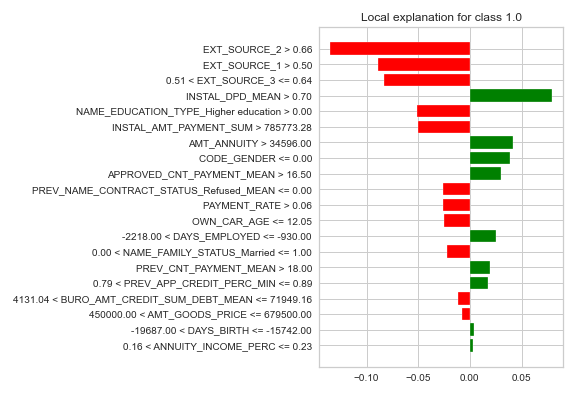 Local explanation for class 1.0
EXT_SOURCE_2 > 0.66
EXT_SOURCE_1 > 0.50
0.51 < EXT_SOURCE_3 <= 0.64
INSTAL_DPD_MEAN > 0.70
NAME_EDUCATION_TYPE_Higher education > 0.00
INSTAL_AMT_PAYMENT_SUM > 785773.28
AMT_ANNUITY > 34596.00
CODE_GENDER <= 0.00
APPROVED_CNT_PAYMENT_MEAN > 16.50
PREV_NAME_CONTRACT_STATUS_Refused_MEAN <= 0.00
PAYMENT_RATE > 0.06
OWN_CAR_AGE <= 12.05
-2218.00 < DAYS_EMPLOYED <= -930.00
0.00 < NAME_FAMILY_STATUS_Married <= 1.00
PREV_CNT_PAYMENT_MEAN > 18.00
0.79 < PREV_APP_CREDIT_PERC_MIN <= 0.89
4131.04 < BURO_AMT_CREDIT_SUM_DEBT_MEAN <= 71949.16
450000.00 < AMT_GOODS_PRICE <= 679500.00
-19687.00 < DAYS_BIRTH <= -15742.00
0.16 < ANNUITY_INCOME_PERC <= 0.23
−0.10 −0.05 0.00 0.05